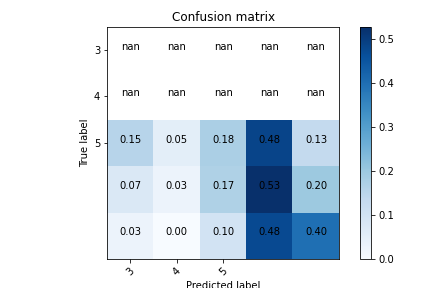 Confusion matrix
3 nan nan nan nan nan 0.5
4 nan nan nan nan nan 0.4
5 0.15 0.05 0.18 0.48 0.13 0.3
0.07 0.03 0.17 0.53 0.20 0.2
0.03 0.00 0.10 0.48 0.40 0.1
0.0
True label
3 4 5
Predicted label